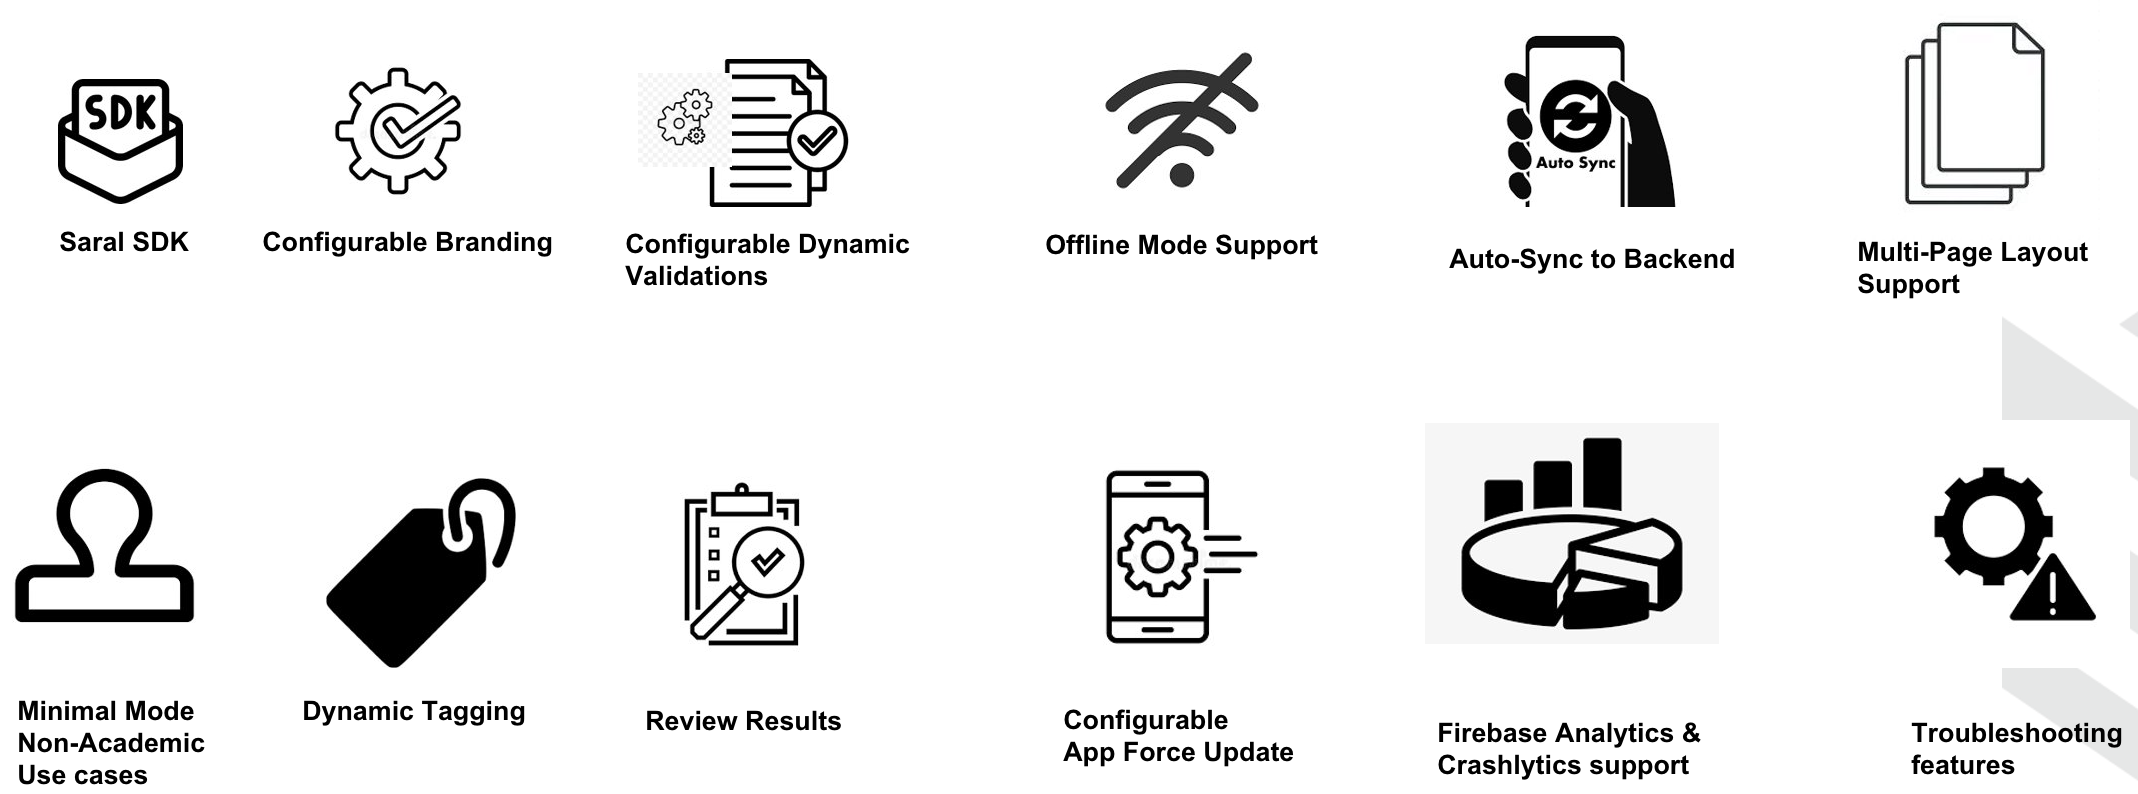 SDK
Saral SDK
Configurable Branding
Configurable Dynamic
Validations
Offline Mode Support
Auto Sync
Auto-Sync to Backend
Multi-Page Layout
Support
Minimal Mode
Non-Academic
Use cases
Dynamic Tagging
Review Results
Configurable
App Force Update
Firebase Analytics &
Crashlytics support
Troubleshooting
features